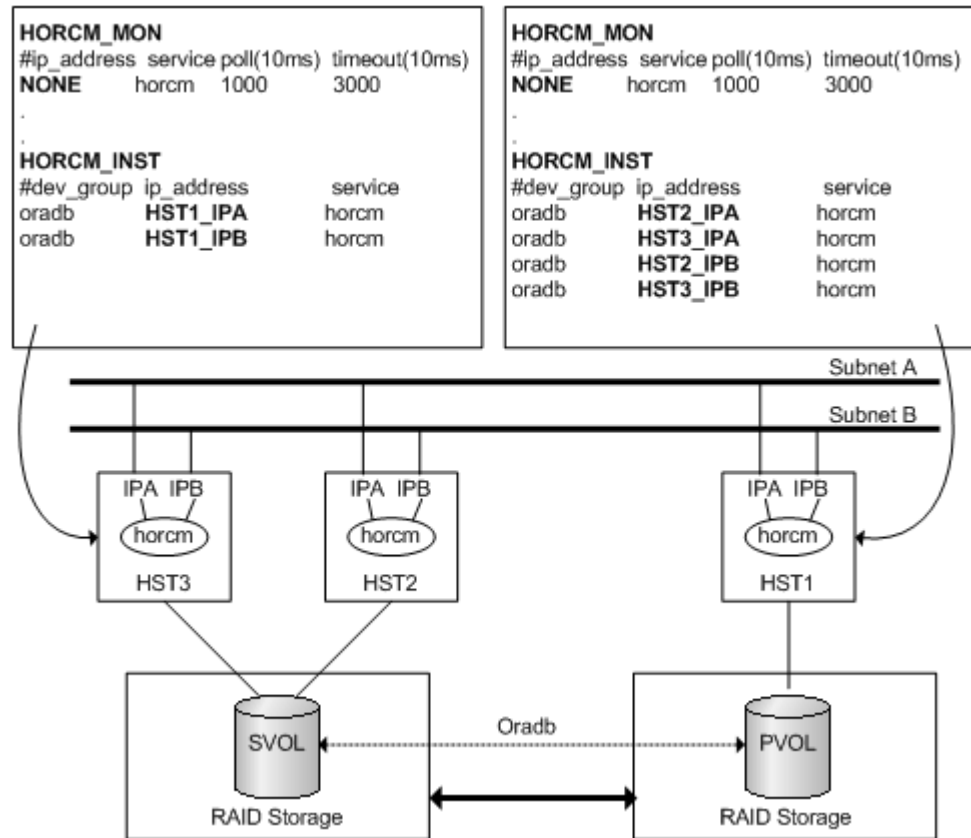 HORCM_MON
#ip_address service poll(10ms) timeout(10ms)
NONE horcm 1000 3000
.
.
HORCM_INST
#dev_group ip_address service
oradb HST1_IPA horcm
oradb HST1_IPB horcm
HORCM_MON
#ip_address service poll(10ms) timeout(10ms)
NONE horcm 1000 3000
.
.
HORCM_INST
#dev_group ip_address service
oradb HST2_IPA horcm
oradb HST3_IPA horcm
oradb HST2_IPB horcm
oradb HST3_IPB horcm
Subnet A
Subnet B
IPA IPB
horcm
HST3
IPA IPB
horcm
HST2
IPA IPB
horcm
HST1
SVOL
Oradb
PVOL
RAID Storage
RAID Storage